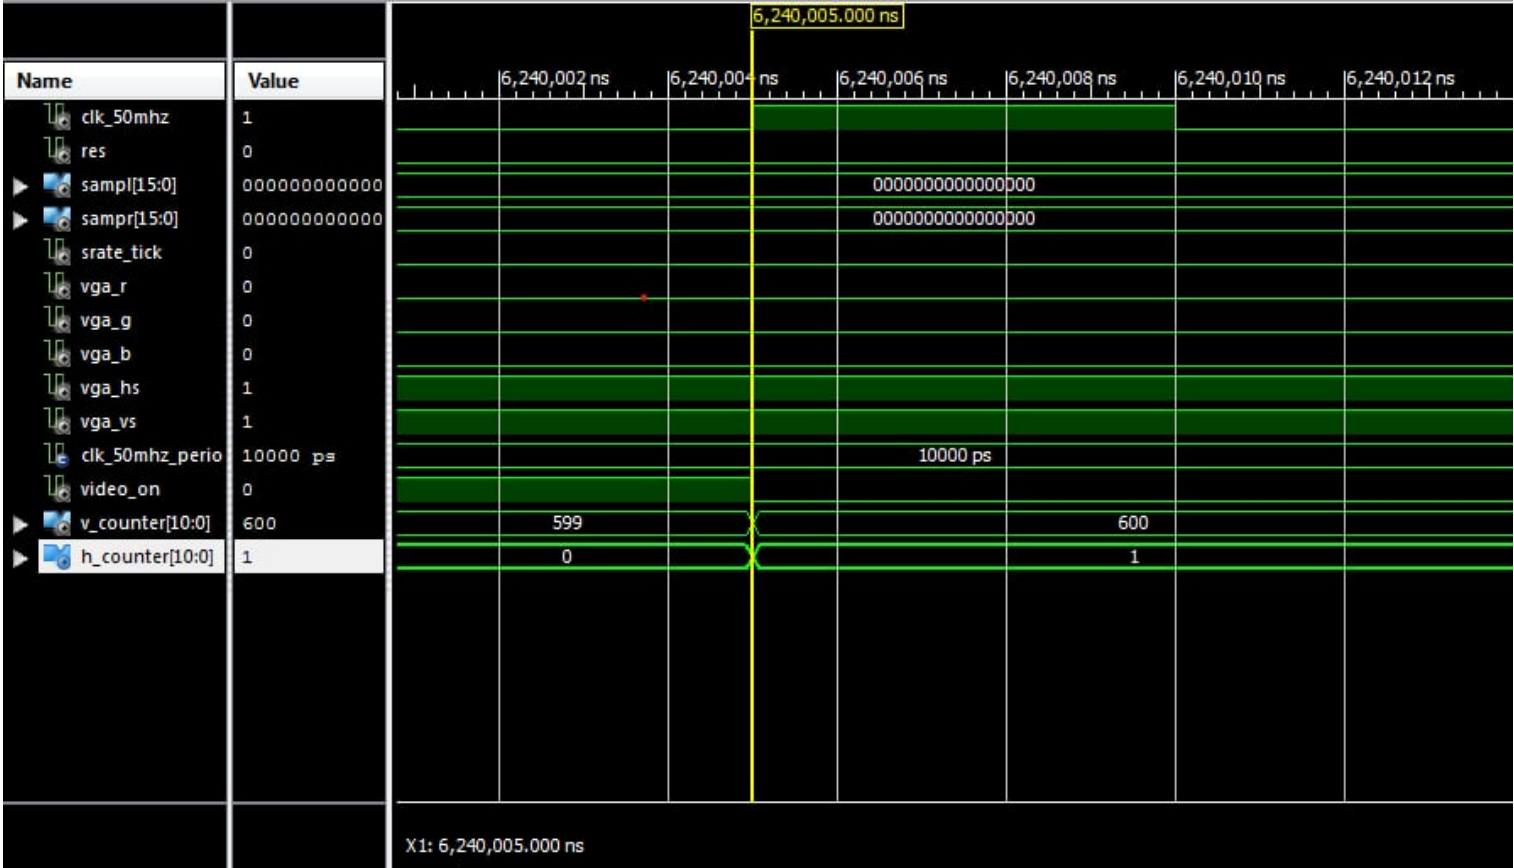 6,240,005.000 ns
Name Value 6,240,002 ns 6,240,004 ns 6,240,006 ns 6,240,008 ns 6,240,010 ns 6,240,012 ns
clk_50mhz 1
res 0
sampl[15:0] 000000000000 0000000000000000
sampr[15:0] 000000000000 0000000000000000
srate_tick 0
vga_r 0
vga_g 0
vga_b 0
vga_hs 1
vga_vs 1
clk_50mhz_perio 10000 ps 10000 ps
video_on 0
v_counter[10:0] 600 599 600
h_counter[10:0] 1 0 1
X1: 6,240,005.000 ns